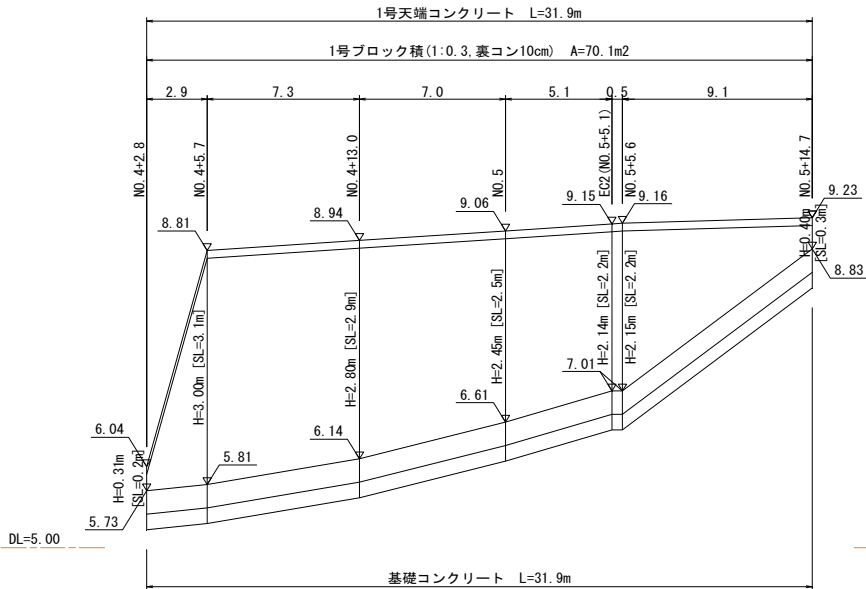 1号天端コンクリート L=31.9m
1号ブロック積(1:0.3,裏コン10cm) A=70.1m2
2.9 7.3 7.0 5.1 0.5 9.1
NO.4+2.8
NO.4+5.7
NO.4+13.0
NO.5
EC2(NO.5+5.1)
NO.5+5.6
NO.5+14.7
8.81
8.94
9.06
9.15
9.16
9.23
H=0.31m
[SL=0.2m]
H=3.00m [SL=3.1m]
H=2.80m [SL=2.9m]
H=2.45m [SL=2.5m]
H=2.14m [SL=2.2m]
H=2.15m [SL=2.2m]
H=0.40m
[SL=0.3m]
6.04
5.73
5.81
6.14
6.61
7.01
8.83
DL=5.00
基礎コンクリート L=31.9m